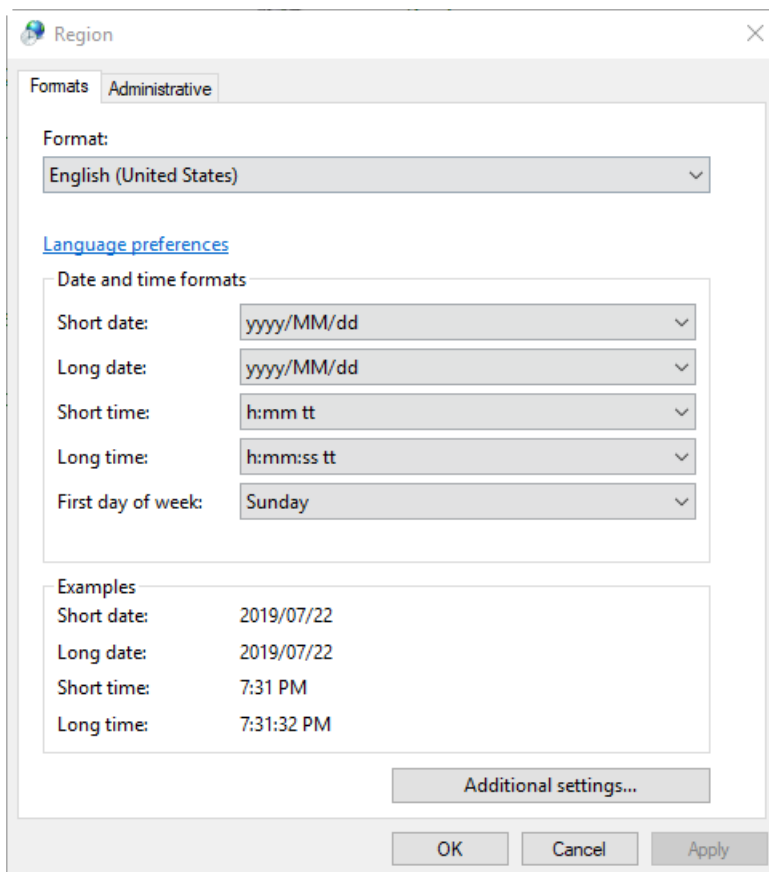 Region
Formats
Administrative
Format:
English (United States)
Language preferences
Date and time formats
Short date: yyyy/MM/dd
Long date: yyyy/MM/dd
Short time: h:mm tt
Long time: h:mm:ss tt
First day of week: Sunday
Examples
Short date: 2019/07/22
Long date: 2019/07/22
Short time: 7:31 PM
Long time: 7:31:32 PM
Additional settings...
OK Cancel Apply